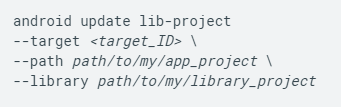 android update lib-project
--target <target_ID> \
--path path/to/my/app_project \
--library path/to/my/library_project